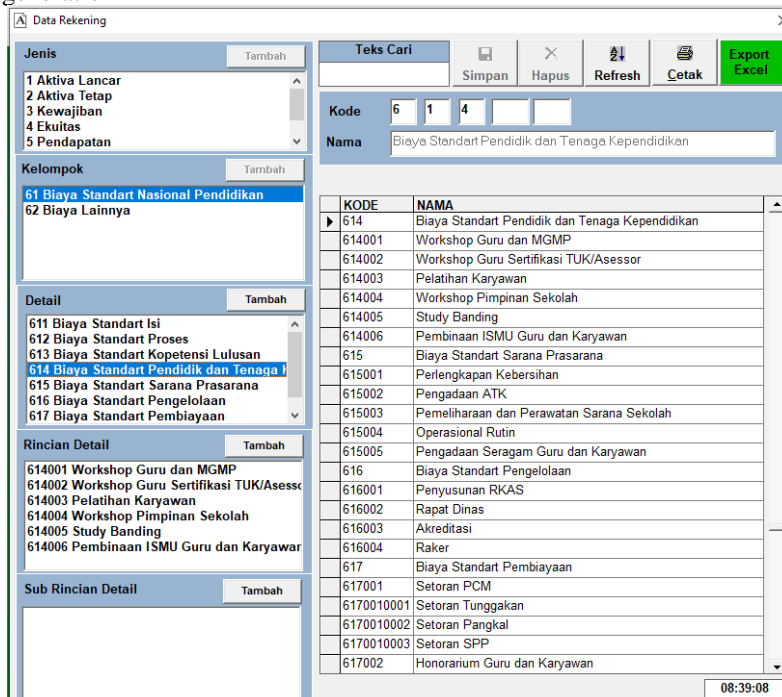 Data Rekening
Jenis
Tambah
1 Aktiva Lancar
2 Aktiva Tetap
3 Kewajiban
4 Ekuitas
5 Pendapatan
Kelompok
Tambah
61 Biaya Standart Nasional Pendidikan
62 Biaya Lainnya
Detail
Tambah
611 Biaya Standart Isi
612 Biaya Standart Proses
613 Biaya Standart Kopetensi Lulusan
614 Biaya Standart Pendidik dan Tenaga
615 Biaya Standart Sarana Prasarana
616 Biaya Standart Pengelolaan
617 Biaya Standart Pembiayaan
Rincian Detail
Tambah
614001 Workshop Guru dan MGMP
614002 Workshop Guru Sertifikasi TUK/Assesc
614003 Pelatihan Karyawan
614004 Workshop Pimpinan Sekolah
614005 Study Banding
614006 Pembinaan ISMU Guru dan Karyawar
Sub Rincian Detail
Tambah
Teks Cari
Simpan
Hapus
Refresh
Cetak
Export
Excel
Kode 6 1 4
Nama Biaya Standart Pendidik dan Tenaga Kependidikan
KODE NAMA
614 Biaya Standart Pendidik dan Tenaga Kependidikan
614001 Workshop Guru dan MGMP
614002 Workshop Guru Sertifikasi TUK/Asessor
614003 Pelatihan Karyawan
614004 Workshop Pimpinan Sekolah
614005 Study Banding
614006 Pembinaan ISMU Guru dan Karyawan
615 Biaya Standart Sarana Prasarana
615001 Perlengkapan Kebersihan
615002 Pengadaan ATK
615003 Pemeliharaan dan Perawatan Sarana Sekolah
615004 Operasional Rutin
615005 Pengadaan Seragam Guru dan Karyawan
616 Biaya Standart Pengelolaan
616001 Penyusunan RKAS
616002 Rapat Dinas
616003 Akreditasi
616004 Raker
617 Biaya Standart Pembiayaan
617001 Setoran PCM
6170010001 Setoran Tunggakan
6170010002 Setoran Pangkal
6170010003 Setoran SPP
617002 Honorarium Guru dan Karyawan
08:39:08